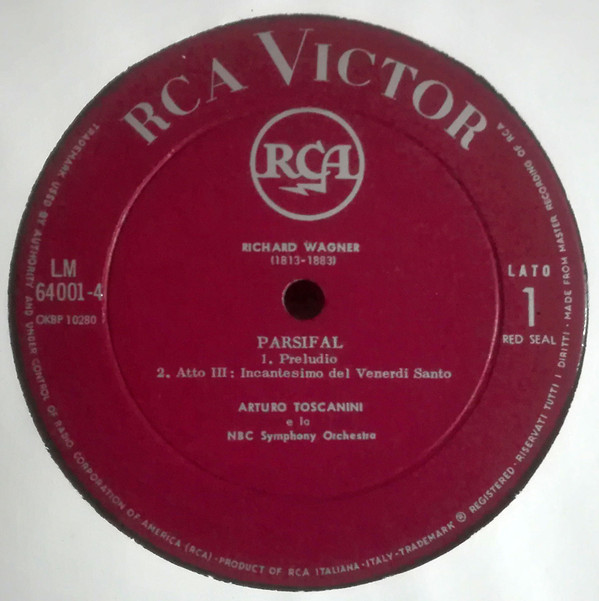 RCA VICTOR
RCA
RICHARD WAGNER
(1813-1883)
LM
64001-4
OKBP 10280
LATO
1
RED SEAL
PARSIFAL
1. Preludio
2. Atto III: Incantesimo del Venerdi Santo
ARTURO TOSCANINI
e la
NBC Symphony Orchestra
TRADEMARK USED BY AUTHORITY AND UNDER CONTROL OF RADIO CORPORATION OF AMERICA (RCA)-PRODUCT OF RCA ITALIANA-ITALY-TRADEMARK ® REGISTERED-RISERVATI TUTTI I DIRITTI-MADE FROM MASTER RECORDING OF RCA